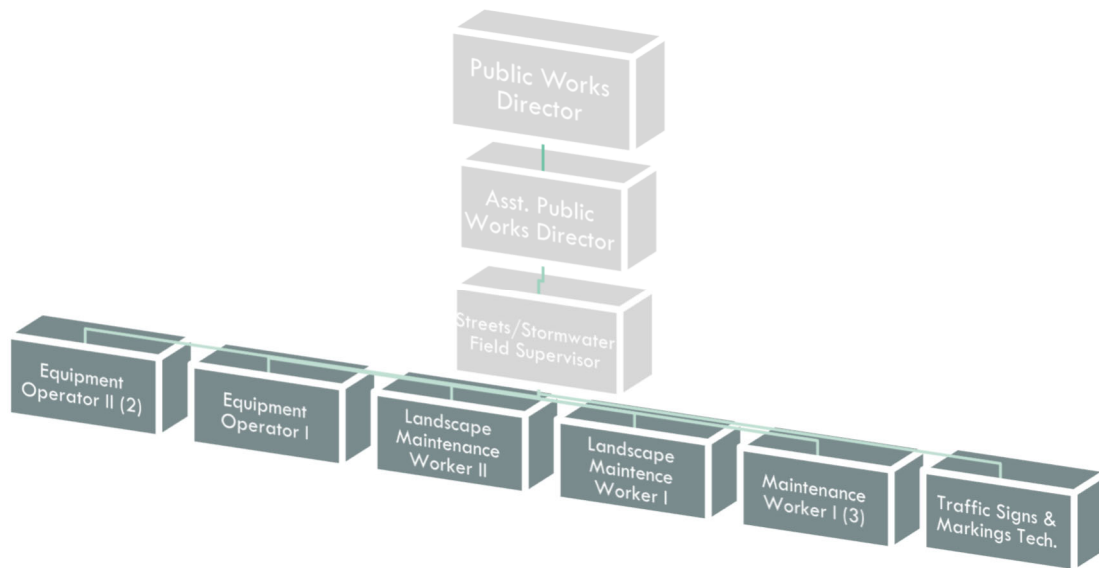 Public Works
Director
Asst. Public
Works Director
Streets/Stormwater
Field Supervisor
Equipment
Operator II (2)
Equipment
Operator I
Landscape
Maintenance
Worker II
Landscape
Maintence
Worker I
Maintenance
Worker I (3)
Traffic Signs &
Markings Tech.